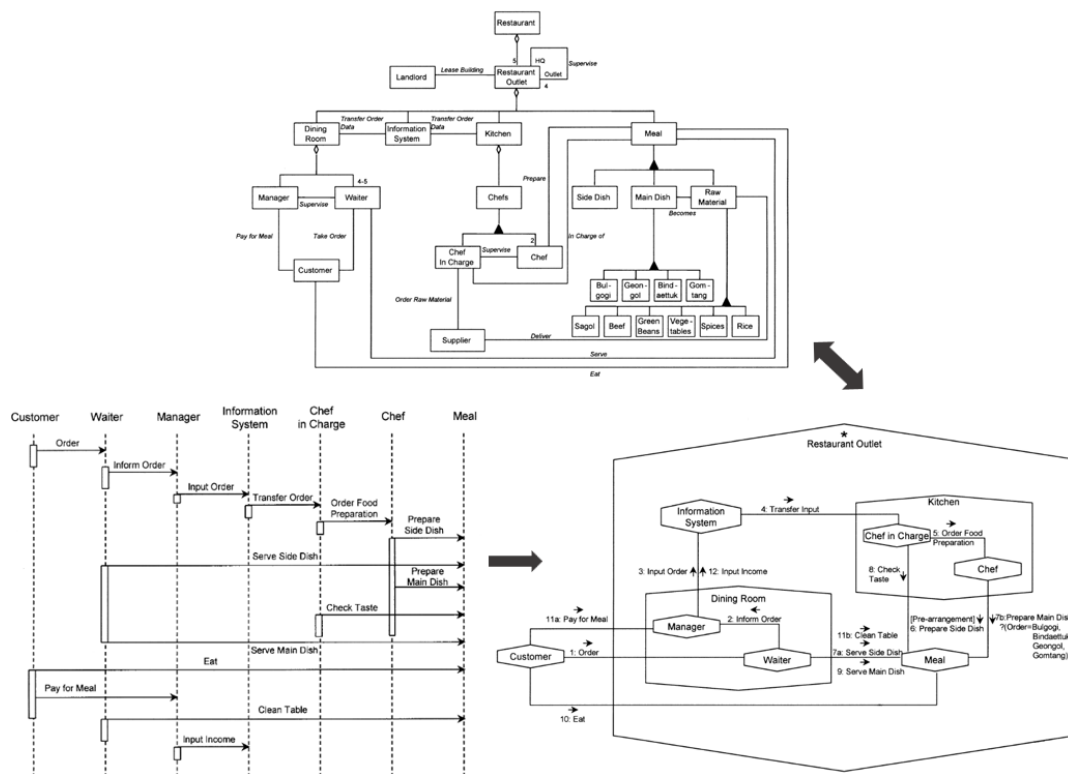 Restaurant
5
HQ
Supervise
Landlord
Lease Building
Restaurant
Outlet
Outlet
4
Dining
Room
Transfer Order
Data
Information
System
Transfer Order
Data
Kitchen
Meal
Prepare
4-5
Manager
Supervise
Waiter
Chefs
Side Dish
Main Dish
Raw
Material
Becomes
Pay for Meal
Take Order
2
In Charge of
Chef
In Charge
Supervise
Chef
Customer
Bul-
gogi
Geon-
gol
Bind-
aettuk
Gom-
tang
Order Raw Material
Sagol
Beef
Green
Beans
Vege-
tables
Spices
Rice
Supplier
Deliver
Serve
Eat
Customer
Waiter
Manager
Information
System
Chef
in Charge
Chef
Meal
Order
Inform Order
Input Order
Transfer Order
Order Food
Preparation
Prepare
Side Dish
Serve Side Dish
Prepare
Main Dish
Check Taste
Serve Main Dish
Eat
Pay for Meal
Clean Table
Input Income
*
Restaurant Outlet
Kitchen
Information
System
4: Transfer Input
Chef in Charge
5: Order Food
Preparation
Chef
3: Input Order
12: Input Income
8: Check
Taste
Dining Room
11a: Pay for Meal
Manager
2: Inform Order
[Pre-arrangement]
6: Prepare Side Dish
7b:Prepare Main Dish
?(Order=Bulgogi,
Bindaettuk
Geongol,
Gomtang)
11b: Clean Table
Customer
1: Order
Waiter
7a: Serve Side Dish
Meal
9: Serve Main Dish
10: Eat